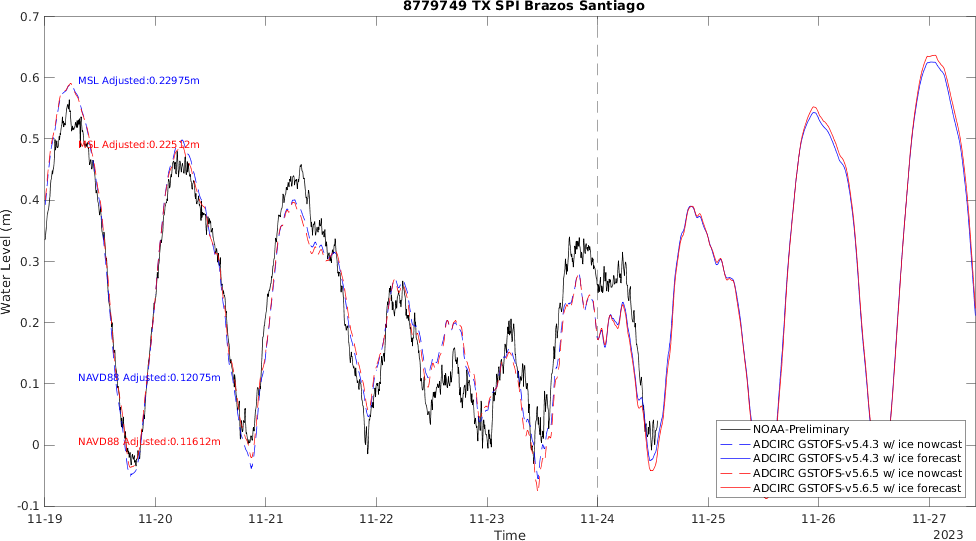 8779749 TX SPI Brazos Santiago
0.7
0.6
0.5
0.4
0.3
0.2
0.1
0
-0.1
Water Level (m)
MSL Adjusted:0.22975m
MSL Adjusted:0.22512m
NAVD88 Adjusted:0.12075m
NAVD88 Adjusted:0.11612m
NOAA-Preliminary
ADCIRC GSTOFS-v5.4.3 w/ ice nowcast
ADCIRC GSTOFS-v5.4.3 w/ ice forecast
ADCIRC GSTOFS-v5.6.5 w/ ice nowcast
ADCIRC GSTOFS-v5.6.5 w/ ice forecast
11-19 11-20 11-21 11-22 11-23 11-24 11-25 11-26 11-27
Time
2023